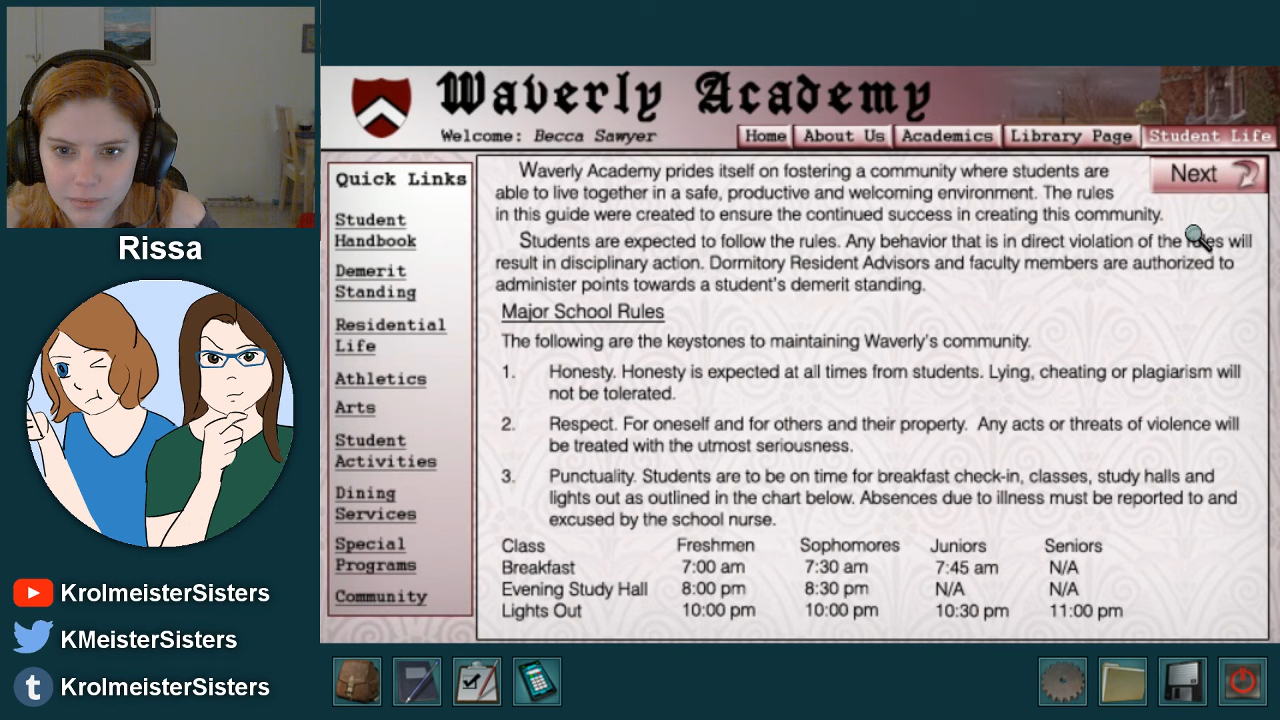 Waverly Academy
Welcome: Becca Sawyer
Home
About Us
Academics
Library Page
Student Life
Quick Links
Student
Handbook
Demerit
Standing
Residential
Life
Athletics
Arts
Student
Activities
Dining
Services
Special
Programs
Community
Next
Waverly Academy prides itself on fostering a community where students are
able to live together in a safe, productive and welcoming environment. The rules
in this guide were created to ensure the continued success in creating this community.
Students are expected to follow the rules. Any behavior that is in direct violation of the rules will
result in disciplinary action. Dormitory Resident Advisors and faculty members are authorized to
administer points towards a student's demerit standing.
Major School Rules
The following are the keystones to maintaining Waverly's community.
1. Honesty. Honesty is expected at all times from students. Lying, cheating or plagiarism will
not be tolerated.
2. Respect. For oneself and for others and their property. Any acts or threats of violence will
be treated with the utmost seriousness.
3. Punctuality. Students are to be on time for breakfast check-in, classes, study halls and
lights out as outlined in the chart below. Absences due to illness must be reported to and
excused by the school nurse.
Class Freshmen Sophomores Juniors Seniors
Breakfast 7:00 am 7:30 am 7:45 am N/A
Evening Study Hall 8:00 pm 8:30 pm N/A N/A
Lights Out 10:00 pm 10:00 pm 10:30 pm 11:00 pm
Rissa
KrolmeisterSisters
KMeisterSisters
t KrolmeisterSisters